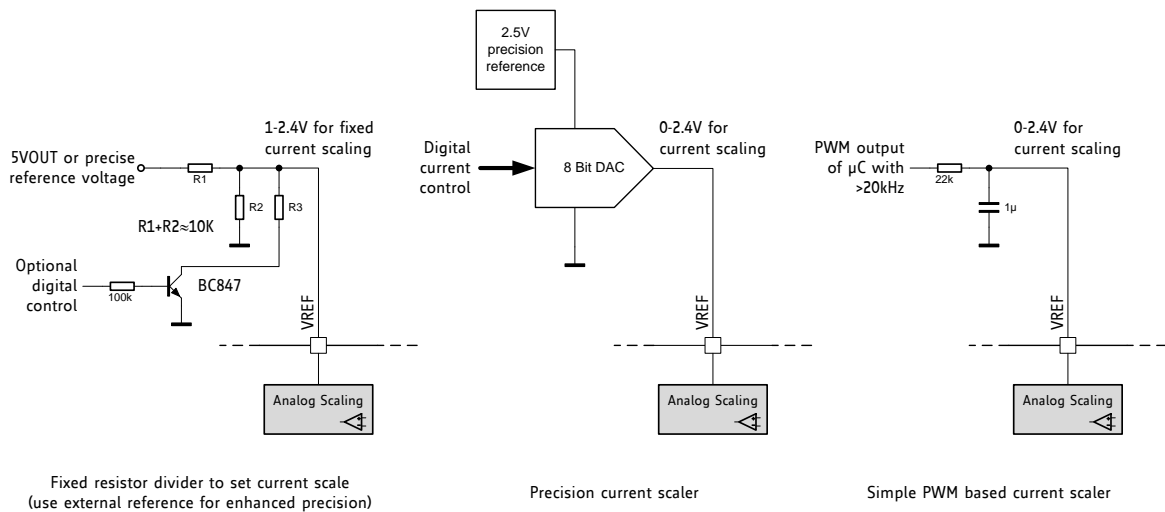 2.5V
precision
reference
1-2.4V for fixed
current scaling
5VOUT or precise
reference voltage
R1
R2
R3
R1+R2≈10K
Optional
digital
control
100k
BC847
VREF
Analog Scaling
Fixed resistor divider to set current scale
(use external reference for enhanced precision)
Digital
current
control
8 Bit DAC
0-2.4V for
current scaling
VREF
Analog Scaling
Precision current scaler
PWM output
of µC with
>20kHz
22k
1µ
0-2.4V for
current scaling
VREF
Analog Scaling
Simple PWM based current scaler